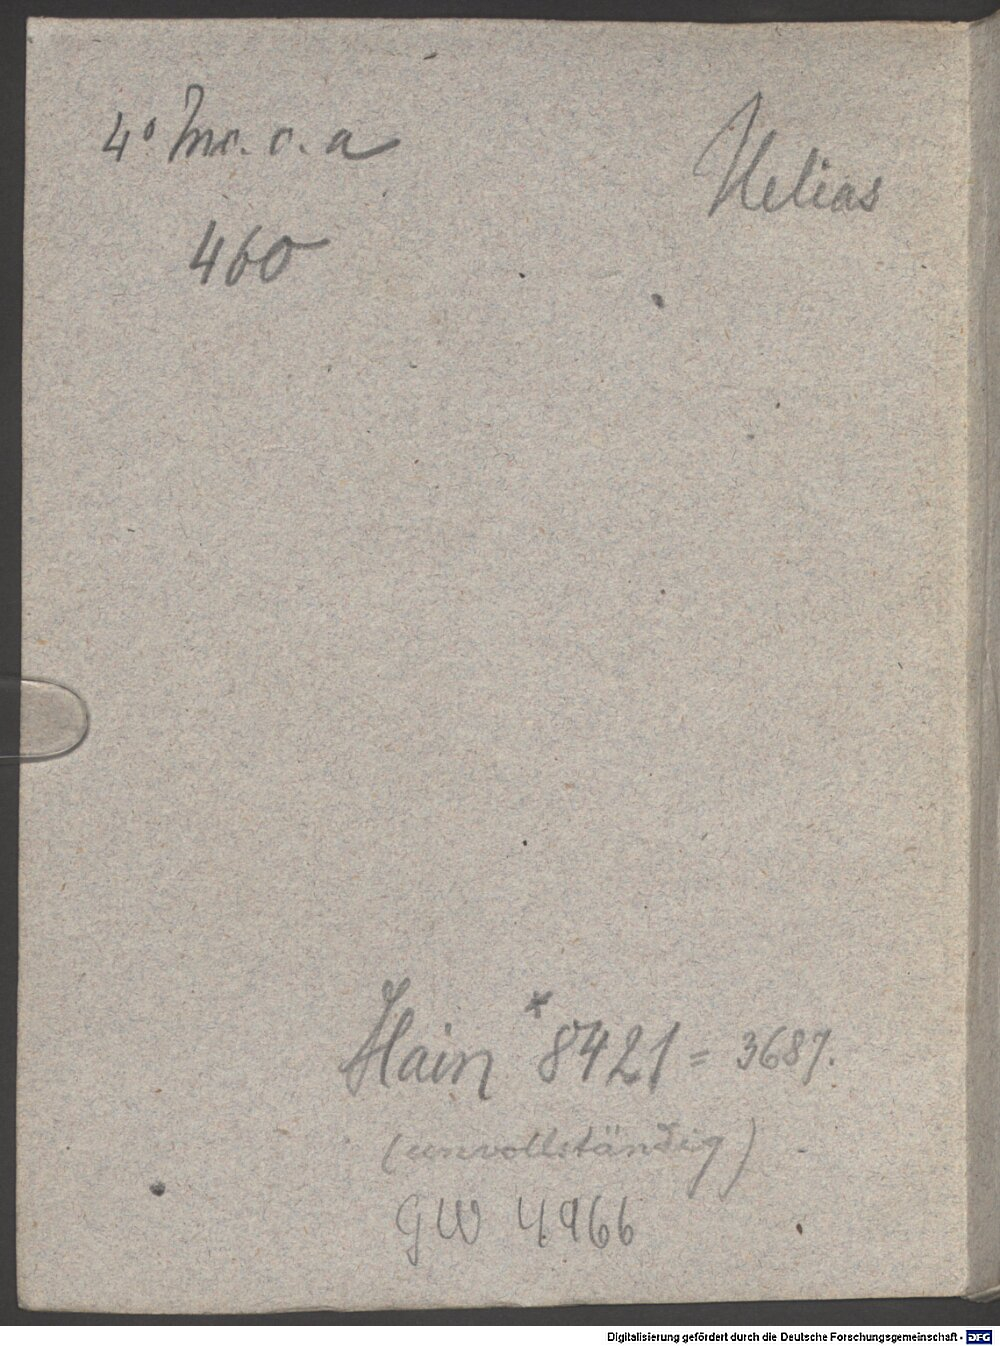 4° Inc. c. a
Helias
460
Hain *8421 = 3687.
(unvollständig)
GW 4966
Digitalisierung gefördert durch die Deutsche Forschungsgemeinschaft - DFG